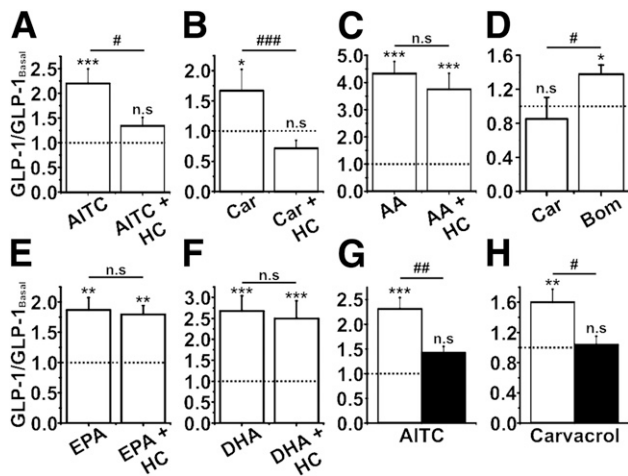 A
#
***
n.s
GLP-1/GLP-1Basal
2.5
2.0
1.5
1.0
0.5
0.0
AITC
AITC + HC
B
###
*
n.s
2.0
1.5
1.0
0.5
0.0
Car
Car + HC
C
n.s
***
***
5.0
4.0
3.0
2.0
1.0
0.0
AA
AA + HC
D
#
n.s
*
1.6
1.2
0.8
0.4
0.0
Car
Bom
E
n.s
**
**
GLP-1/GLP-1Basal
2.5
2.0
1.5
1.0
0.5
0.0
EPA
EPA + HC
F
n.s
***
***
3.0
2.5
2.0
1.5
1.0
0.5
0.0
DHA
DHA + HC
G
##
***
n.s
2.5
2.0
1.5
1.0
0.5
0.0
AITC
H
#
**
n.s
1.6
1.2
0.8
0.4
0.0
Carvacrol